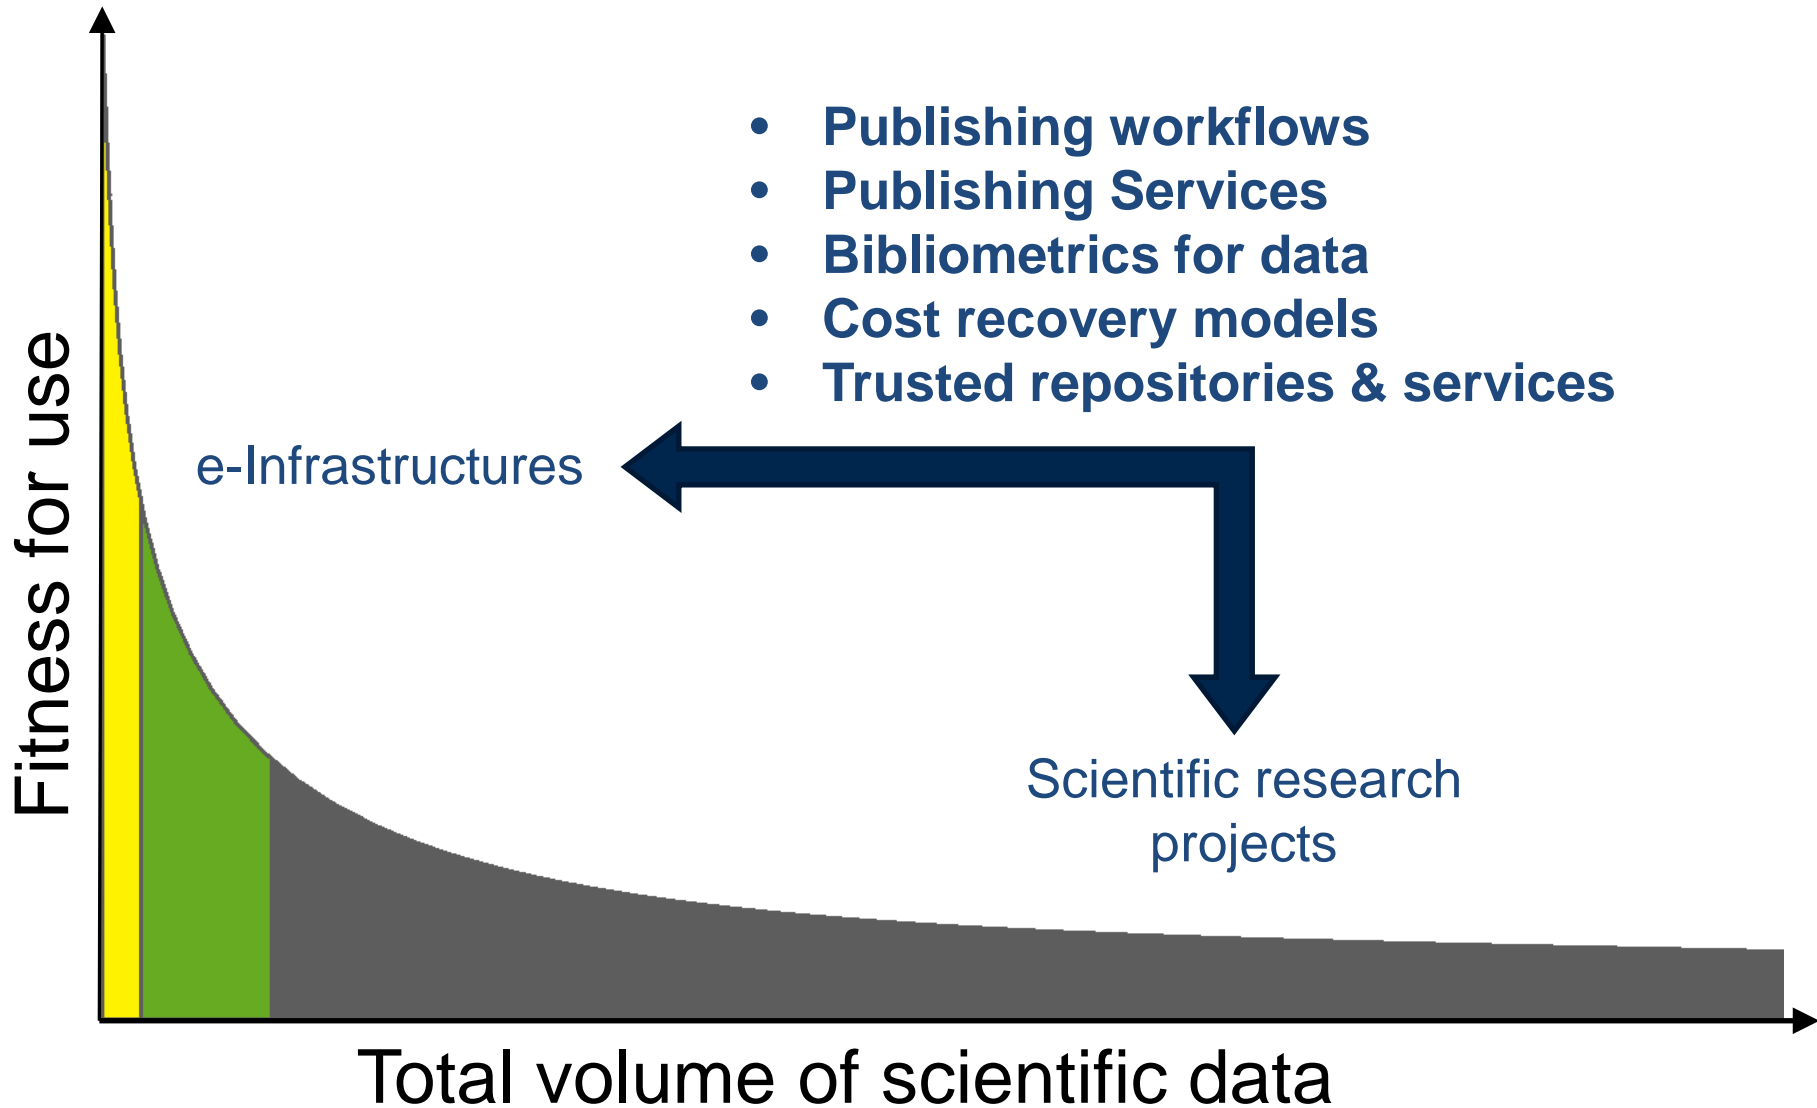 • Publishing workflows
• Publishing Services
• Bibliometrics for data
• Cost recovery models
• Trusted repositories & services
e-Infrastructures
Scientific research
projects
Fitness for use
Total volume of scientific data